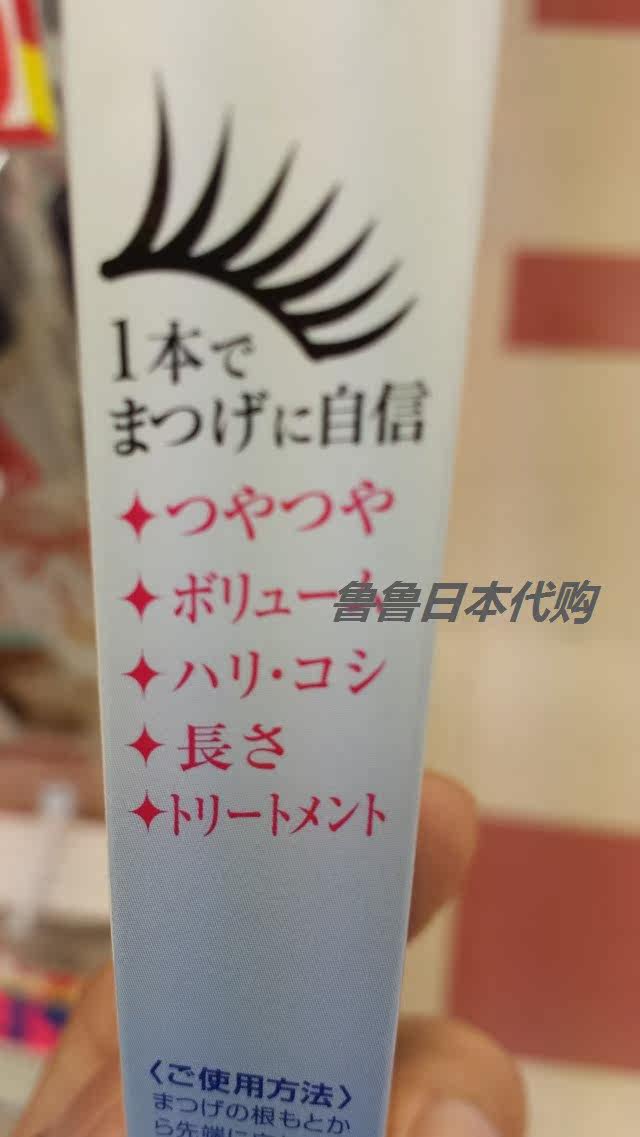 1本で
まつげに自信
✦つやつや
✦ボリューム
鲁鲁日本代购
✦ハリ・コシ
✦長さ
✦トリートメント
〈ご使用方法〉
まつげの根もとか
ら先端に